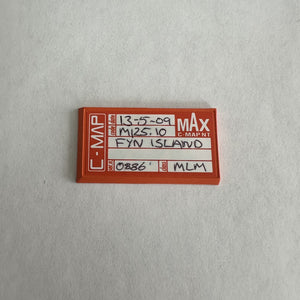 C-MAP
13-5-09
M125.10
MAX
C-MAP NT
FYN ISLAND
0886
MLM